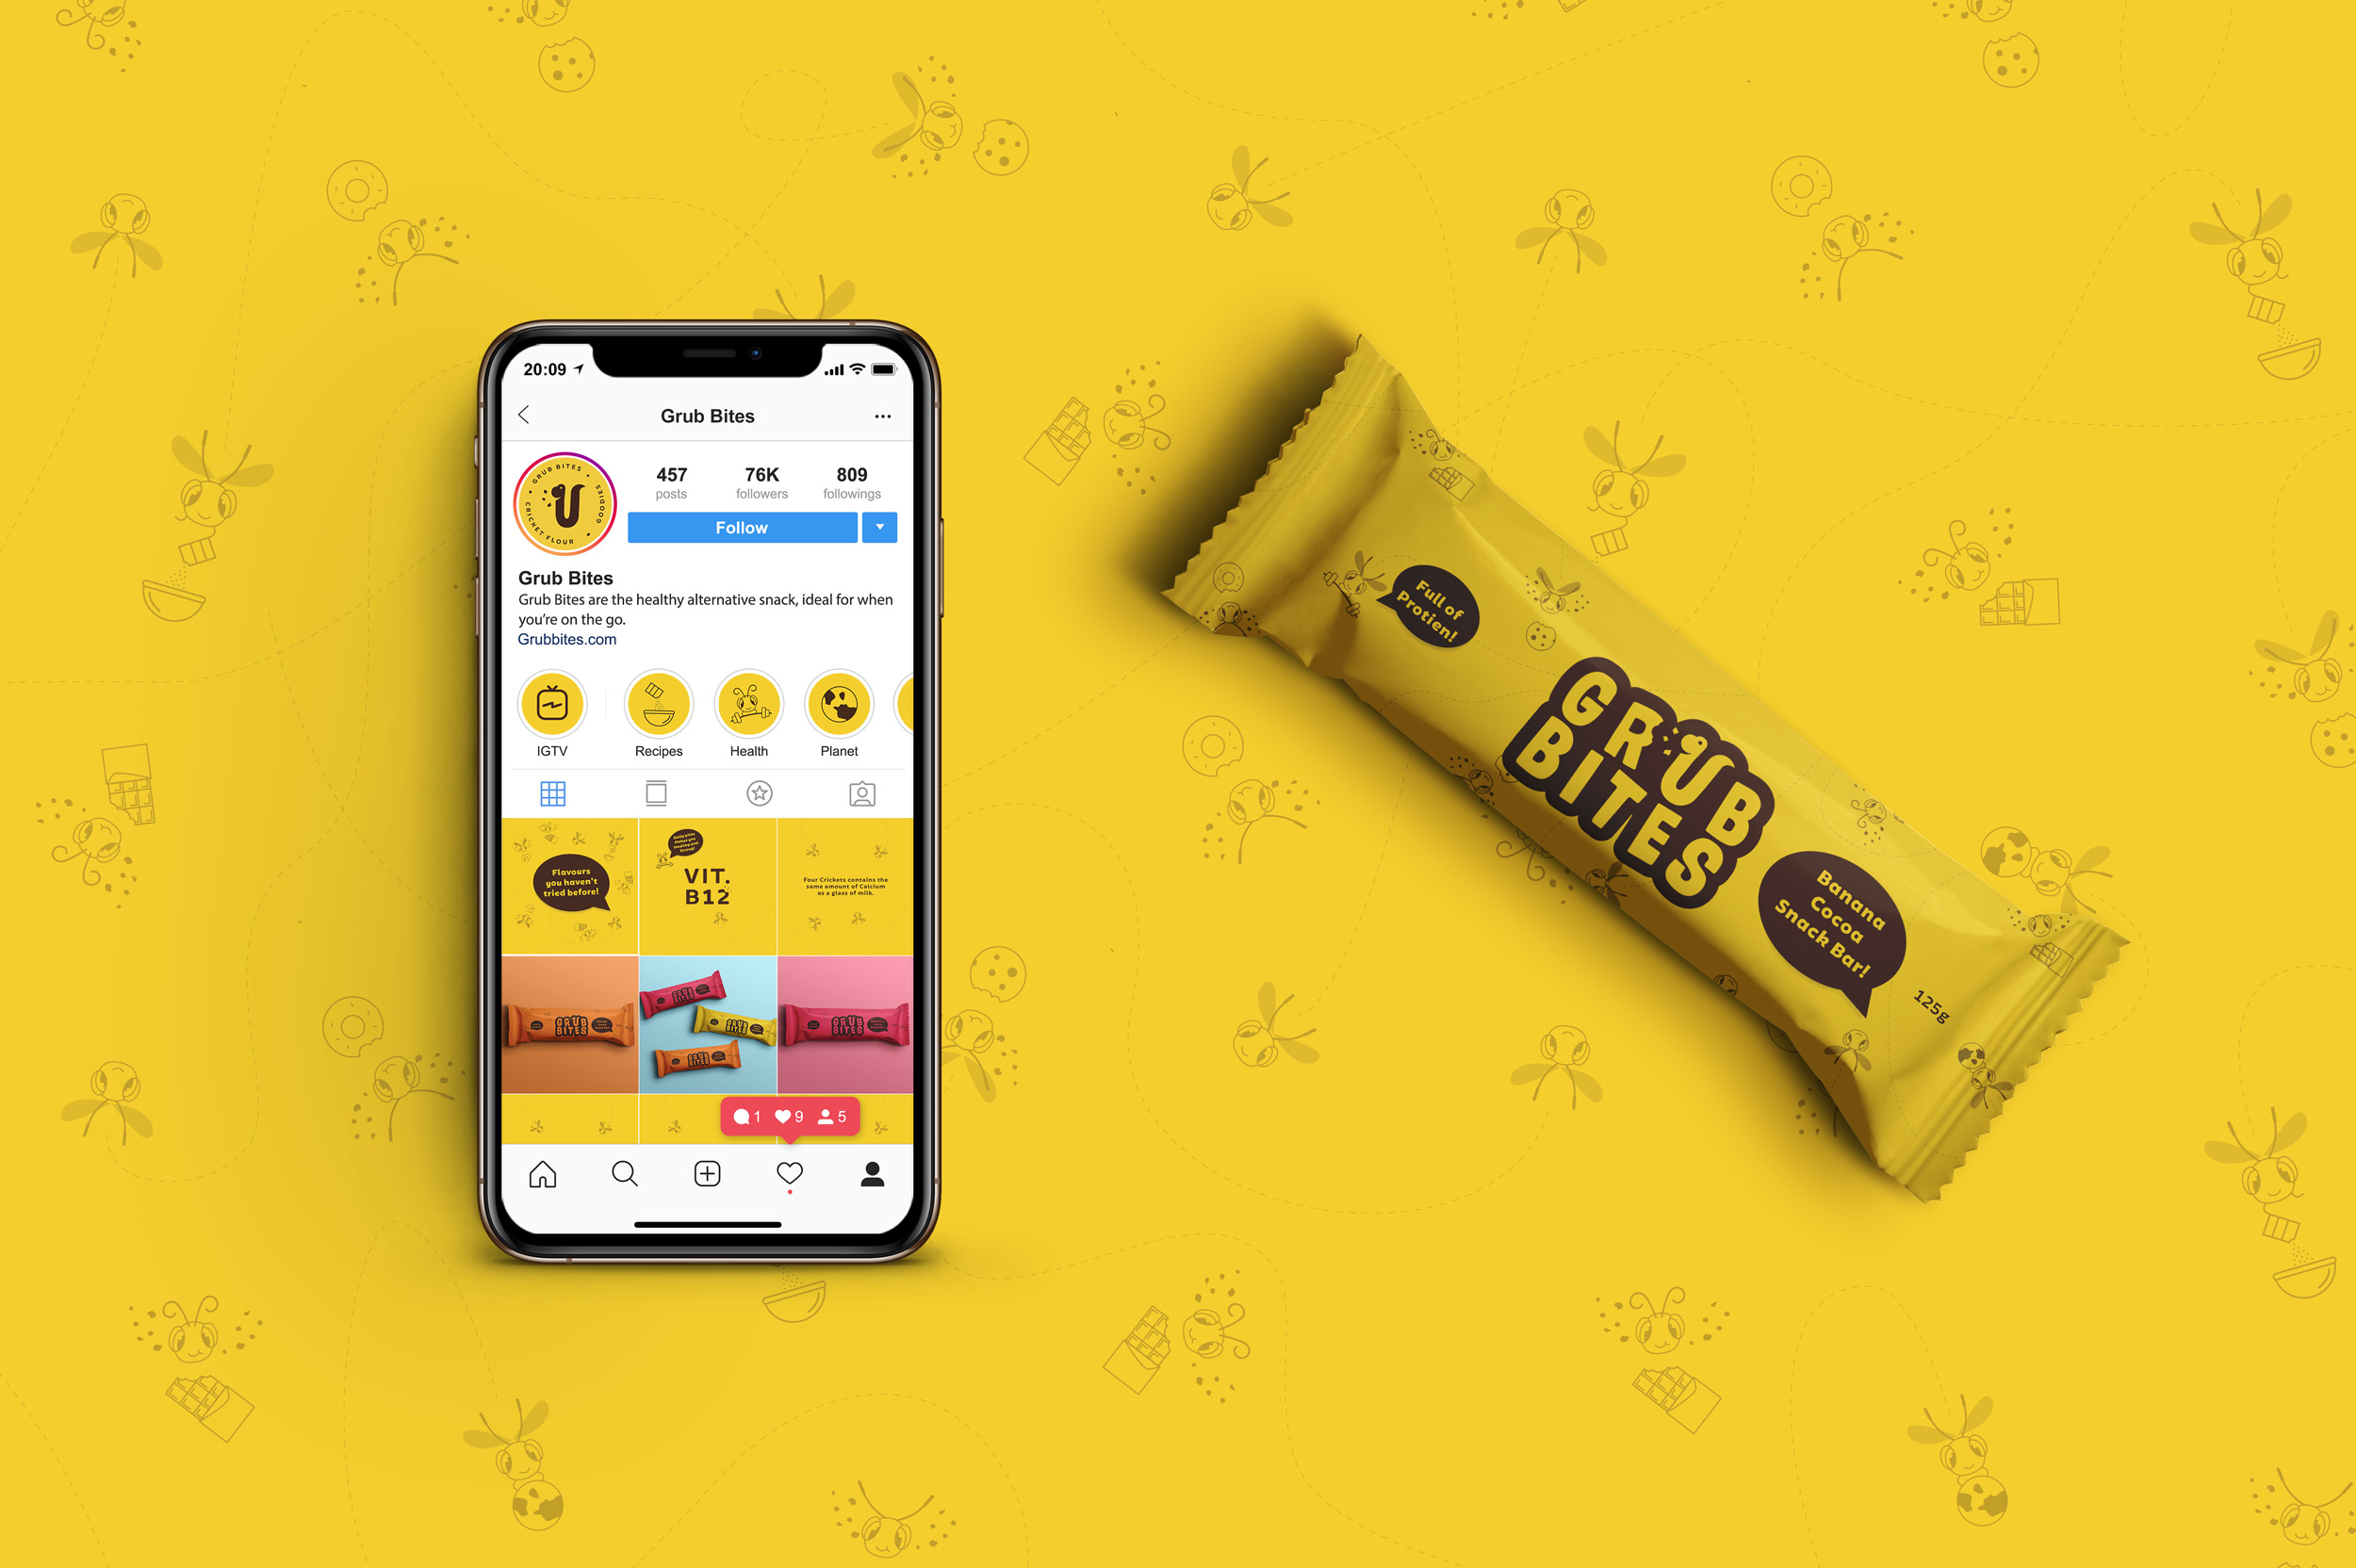 20:09
Grub Bites
457
posts
76K
followers
809
followings
GRUB BITES
GOODIES
CRICKET FLOUR
Follow
Grub Bites
Grub Bites are the healthy alternative snack, ideal for when
you're on the go.
Grubbites.com
IGTV
Recipes
Health
Planet
Flavours
you haven't
tried before!
VIT.
B12
Four Crickets contains the
same amount of Calcium
as a glass of milk.
GRUB
BITES
GRUB
BITES
GRUB
BITES
GRUB
BITES
GRUB
BITES
1
9
5
Full of
Protien!
GRUB
BITES
Banana
Cocoa
Snack Bar!
125g